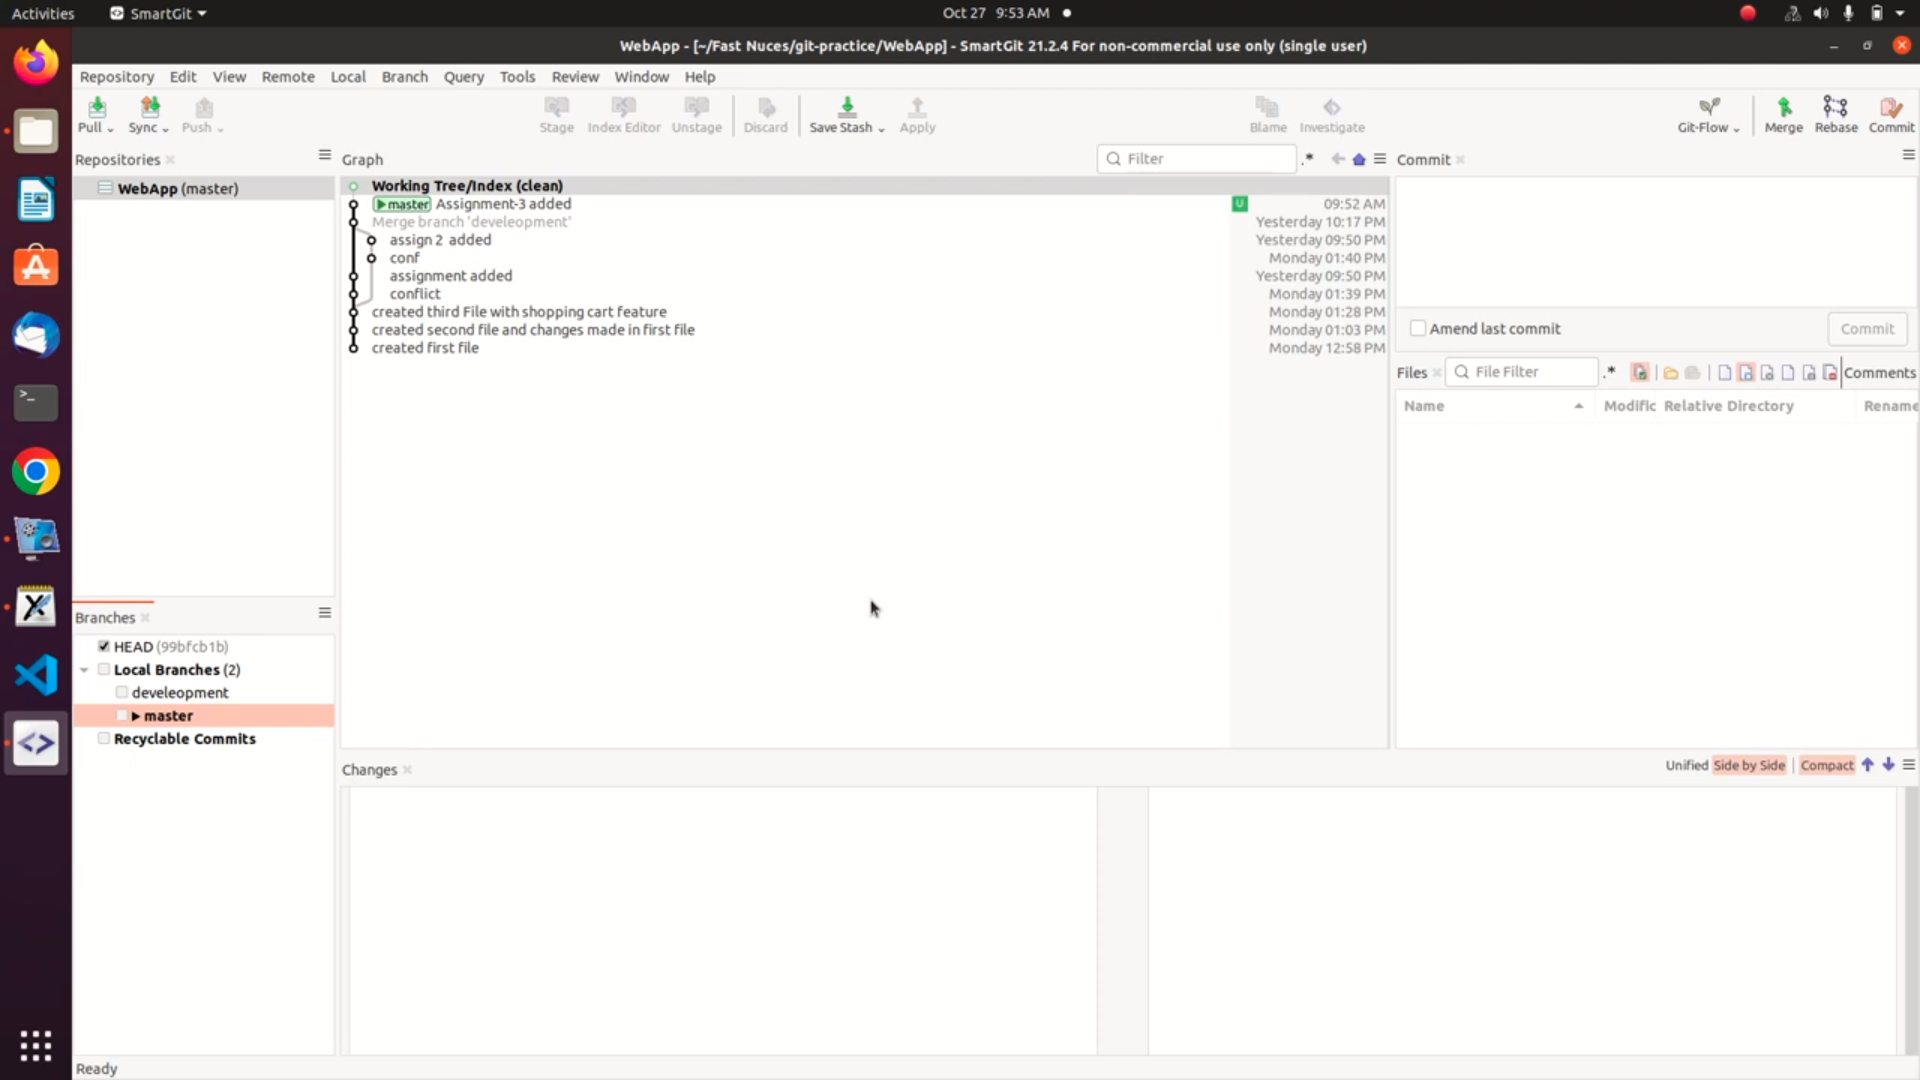 Activities SmartGit Oct 27 9:53 AM
WebApp - [~/Fast Nuces/git-practice/WebApp] - SmartGit 21.2.4 For non-commercial use only (single user)
Repository Edit View Remote Local Branch Query Tools Review Window Help
Pull Sync Push Stage Index Editor Unstage Discard Save Stash Apply Blame Investigate Git-Flow Merge Rebase Commit
Repositories
WebApp (master)
Graph Filter .*
Working Tree/Index (clean)
master Assignment-3 added U 09:52 AM
Merge branch 'develeopment' Yesterday 10:17 PM
assign 2 added Yesterday 09:50 PM
conf Monday 01:40 PM
assignment added Yesterday 09:50 PM
conflict Monday 01:39 PM
created third File with shopping cart feature Monday 01:28 PM
created second file and changes made in first file Monday 01:03 PM
created first file Monday 12:58 PM
Commit
Amend last commit Commit
Files File Filter .* Comments
Name Modific Relative Directory Rename
Branches
HEAD (99bfcb1b)
Local Branches (2)
develeopment
master
Recyclable Commits
Changes Unified Side by Side Compact
Ready